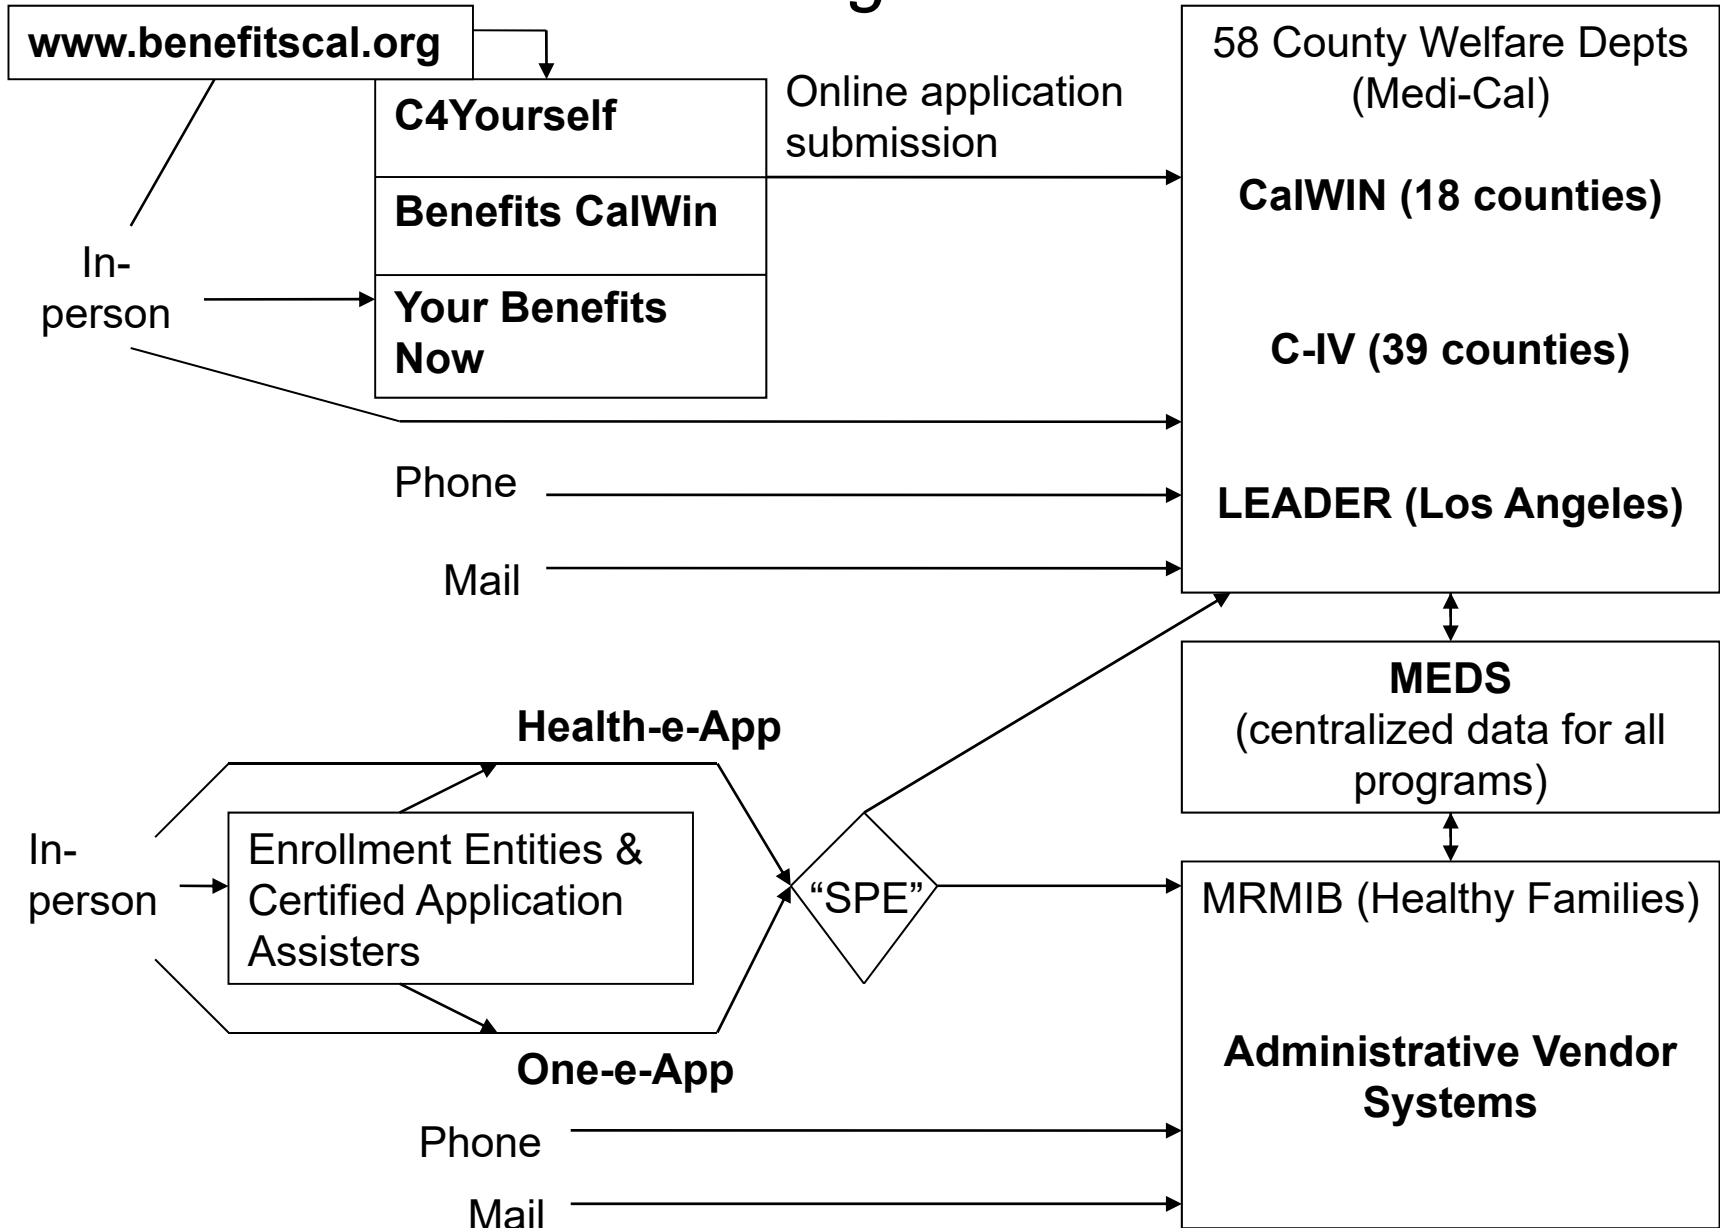 www.benefitscal.org
C4Yourself
Benefits CalWin
Your Benefits
Now
Online application
submission
In-
person
Phone
Mail
58 County Welfare Depts
(Medi-Cal)
CalWIN (18 counties)
C-IV (39 counties)
LEADER (Los Angeles)
MEDS
(centralized data for all
programs)
Health-e-App
In-
person
Enrollment Entities &
Certified Application
Assisters
“SPE”
One-e-App
MRMIB (Healthy Families)
Administrative Vendor
Systems
Phone
Mail